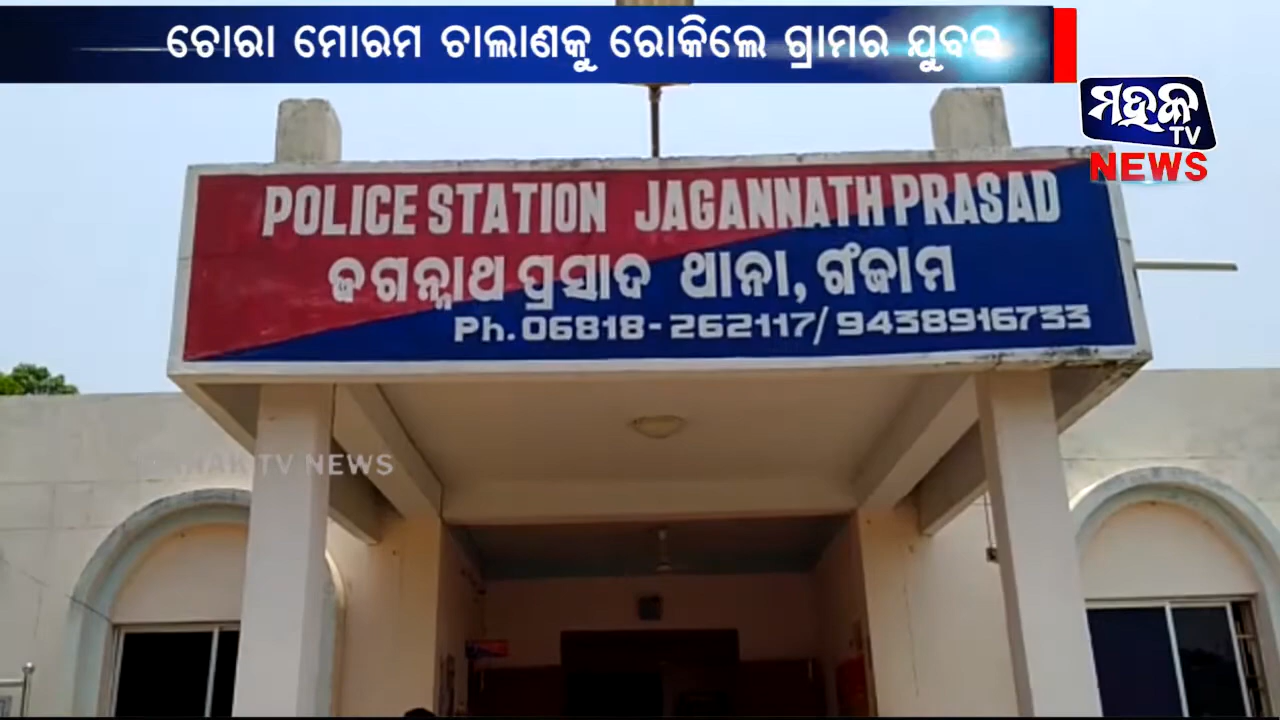 ଚୋରା ମୋରମ ଚାଲାଣକୁ ରୋକିଲେ ଗ୍ରାମର ଯୁବକ
ମହକ
TV
NEWS
POLICE STATION JAGANNATH PRASAD
ଜଗନ୍ନାଥ ପ୍ରସାଦ ଥାନା, ଗଂଜାମ
Ph. 06818-262117/9438916733
TV NEWS